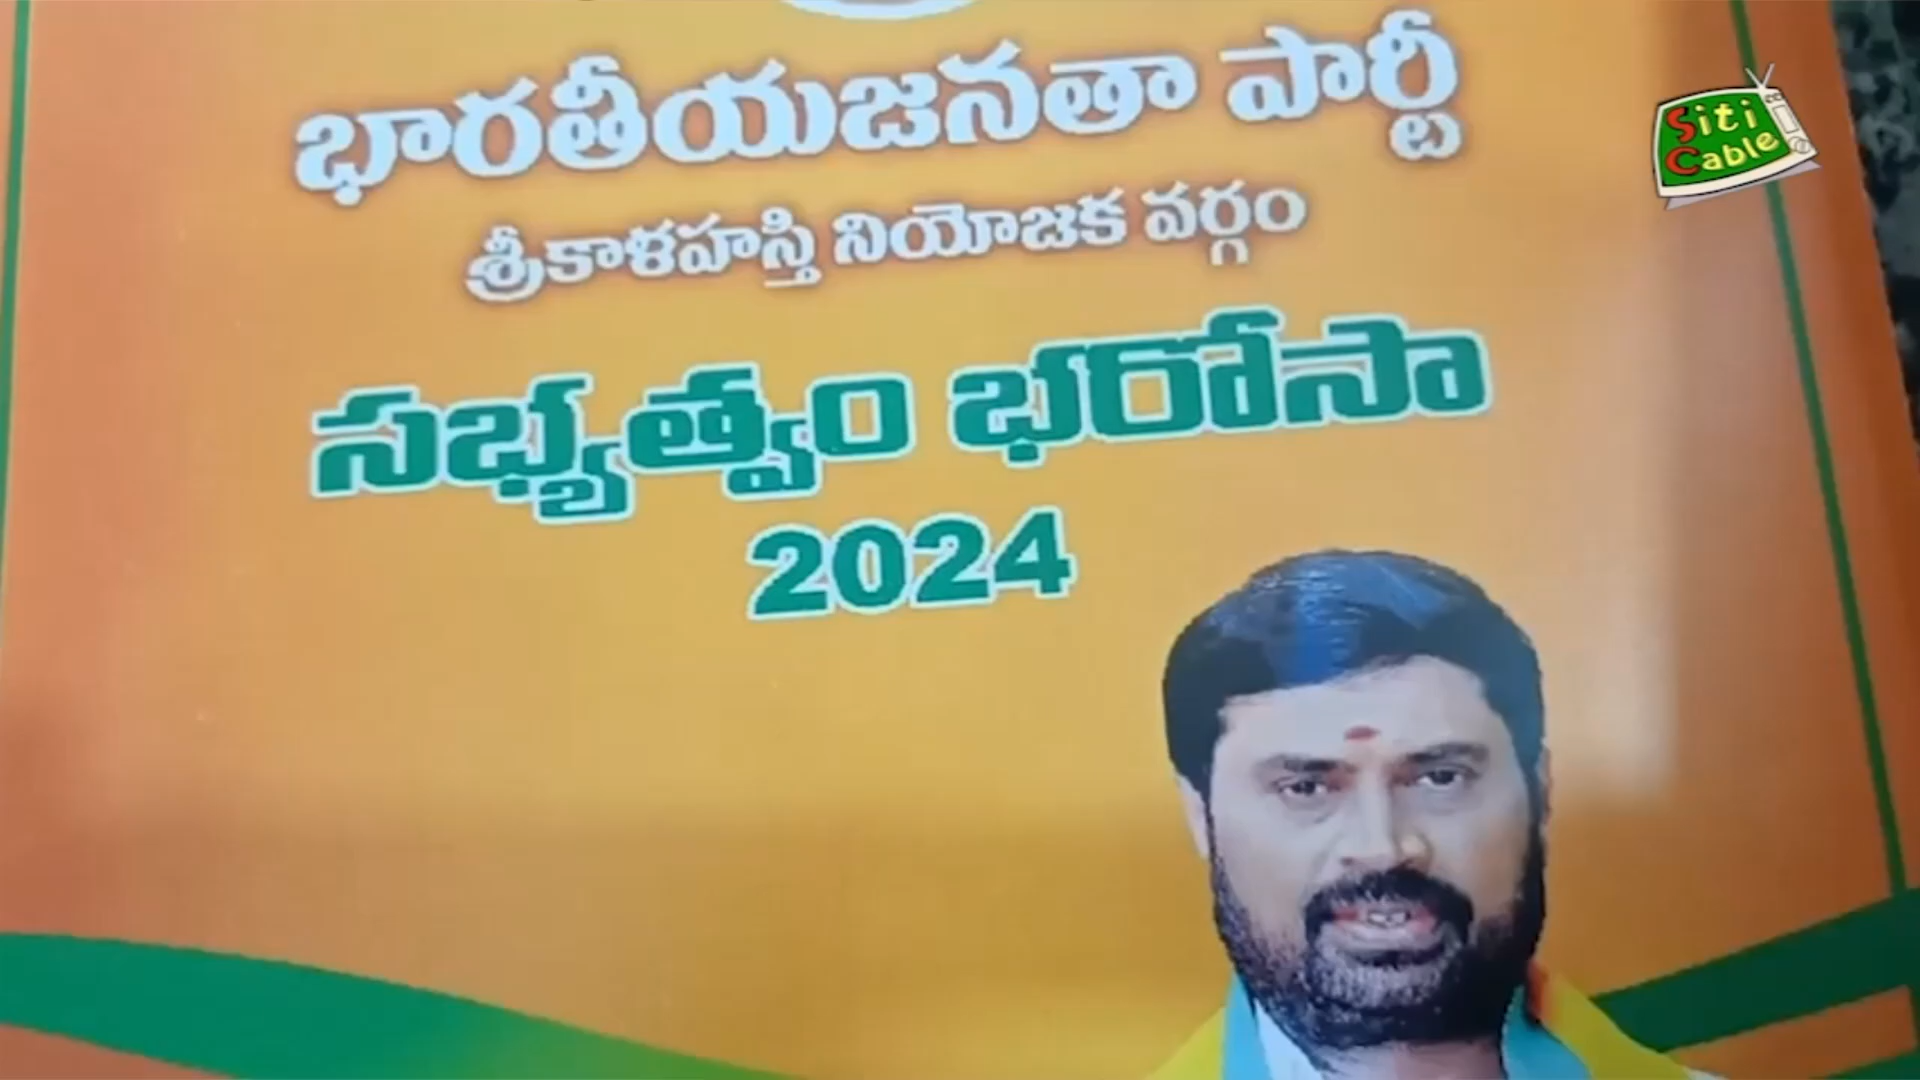 భారతీయజనతా పార్టీ
శ్రీకాళహస్తి నియోజక వర్గం
సభ్యత్వం భరోసా
2024
Siti
Cable